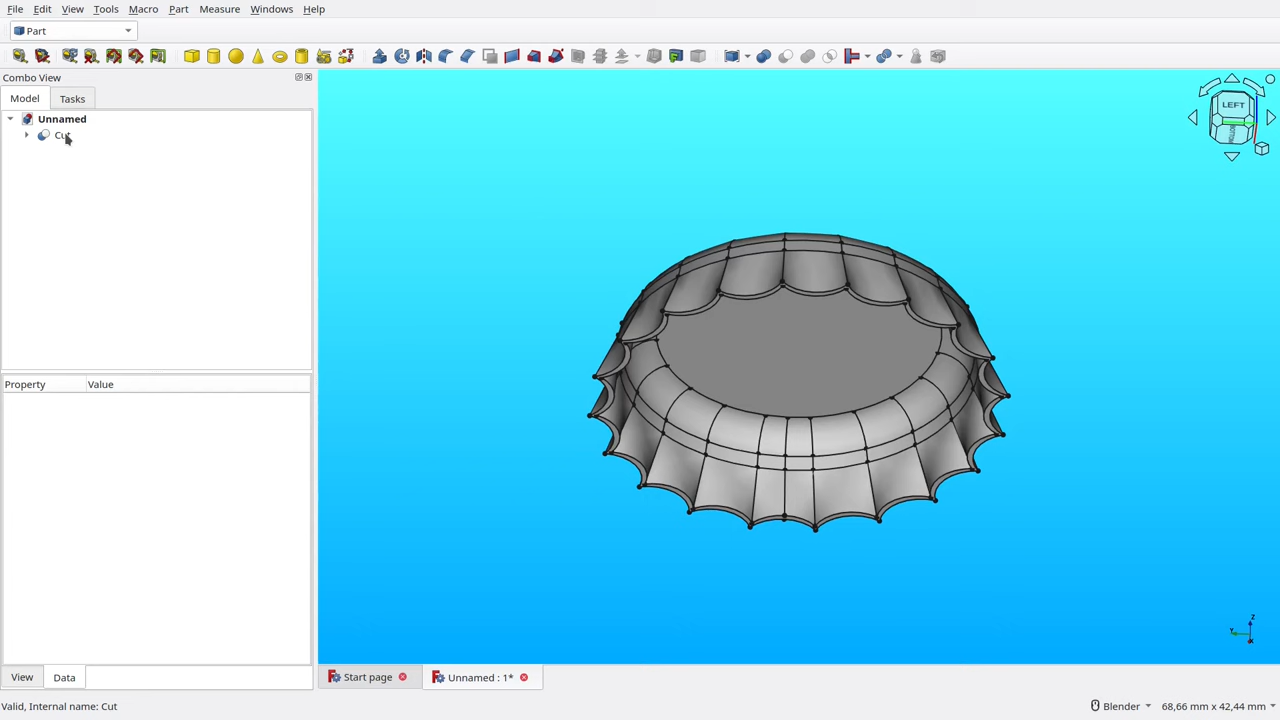 File Edit View Tools Macro Part Measure Windows Help
Part
Combo View
Model Tasks
LEFT
Unnamed
Cut
Property Value
Z
Y
X
View Data
Start page Unnamed : 1*
Valid, Internal name: Cut Blender 68,66 mm x 42,44 mm